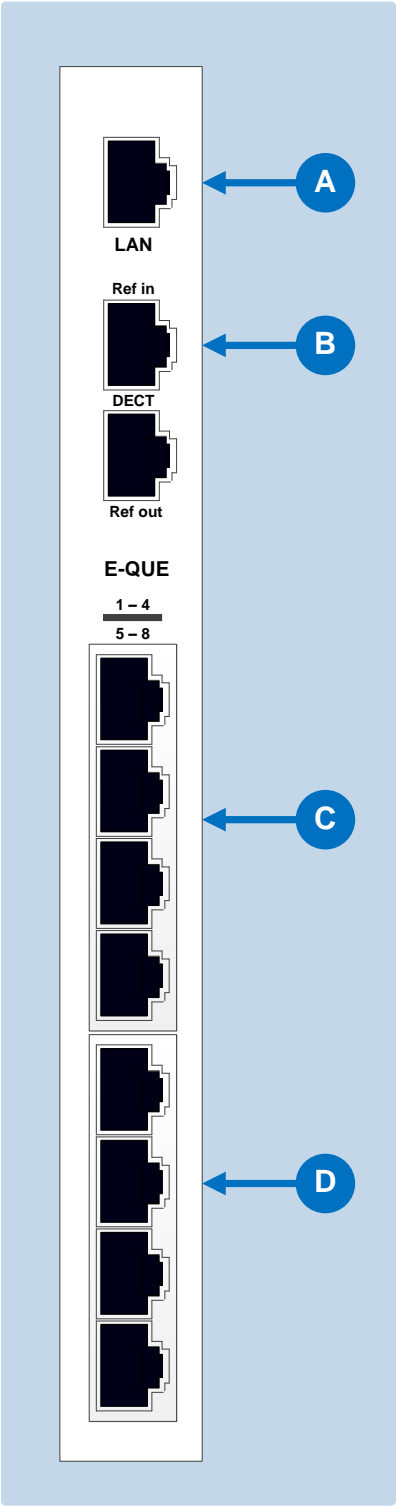 A
LAN
Ref in
B
DECT
Ref out
E-QUE
1 – 4
5 – 8
C
D